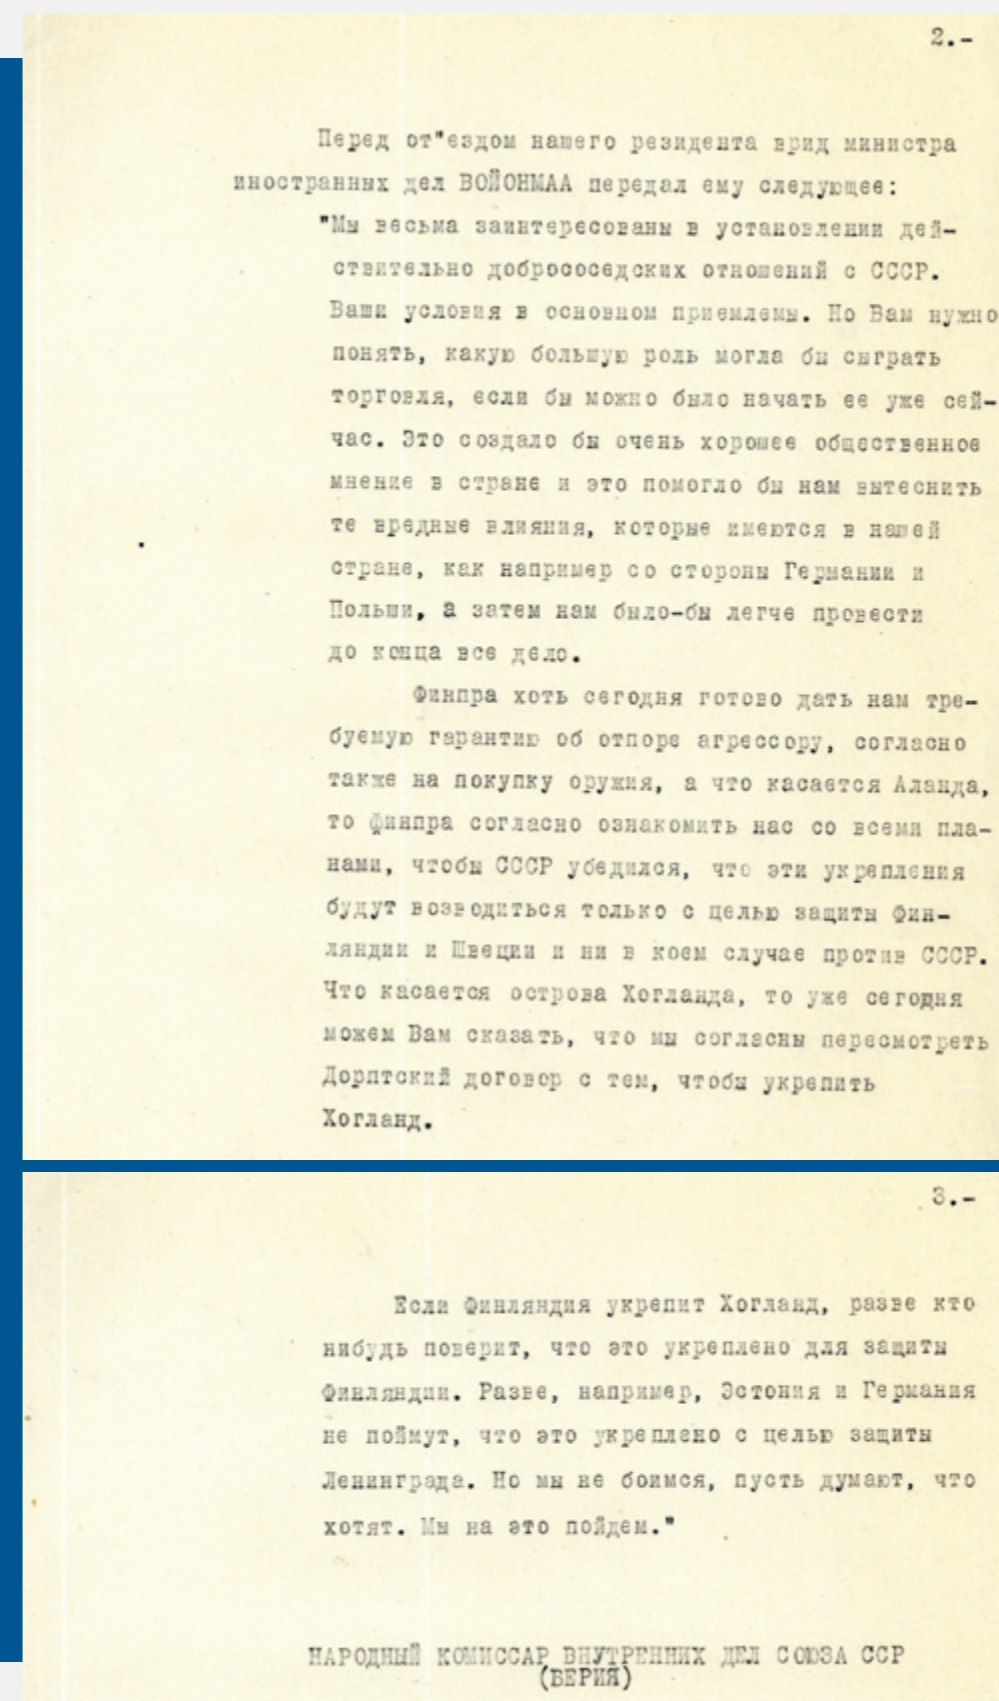 2.-
Перед от"ездом нашего резидента врид министра
иностранных дел ВОЙОНМАА передал ему следующее:
"Мы весьма заинтересованы в установлении дей-
ствительно добрососедских отношений с СССР.
Ваши условия в основном приемлемы. Но Вам нужно
понять, какую большую роль могла бы сыграть
торговля, если бы можно было начать ее уже сей-
час. Это создало бы очень хорошее общественное
мнение в стране и это помогло бы нам вытеснить
те вредные влияния, которые имеются в нашей
стране, как например со стороны Германии и
Польши, а затем нам было-бы легче провести
до конца все дело.
Финпра хоть сегодня готово дать нам тре-
буемую гарантию об отпоре агрессору, согласно
также на покупку оружия, а что касается Аланда,
то финпра согласно ознакомить нас со всеми пла-
нами, чтобы СССР убедился, что эти укрепления
будут возводиться только с целью защиты Фин-
ляндии и Швеции и ни в коем случае против СССР.
Что касается острова Хогланда, то уже сегодня
можем Вам сказать, что мы согласны пересмотреть
Дорптский договор с тем, чтобы укрепить
Хогланд.
3.-
Если Финляндия укрепит Хогланд, разве кто
нибудь поверит, что это укреплено для защиты
Финляндии. Разве, например, Эстония и Германия
не поймут, что это укреплено с целью защиты
Ленинграда. Но мы не боимся, пусть думают, что
хотят. Мы на это пойдем."
НАРОДНЫЙ КОМИССАР ВНУТРЕННИХ ДЕЛ СОЮЗА ССР
(БЕРИЯ)